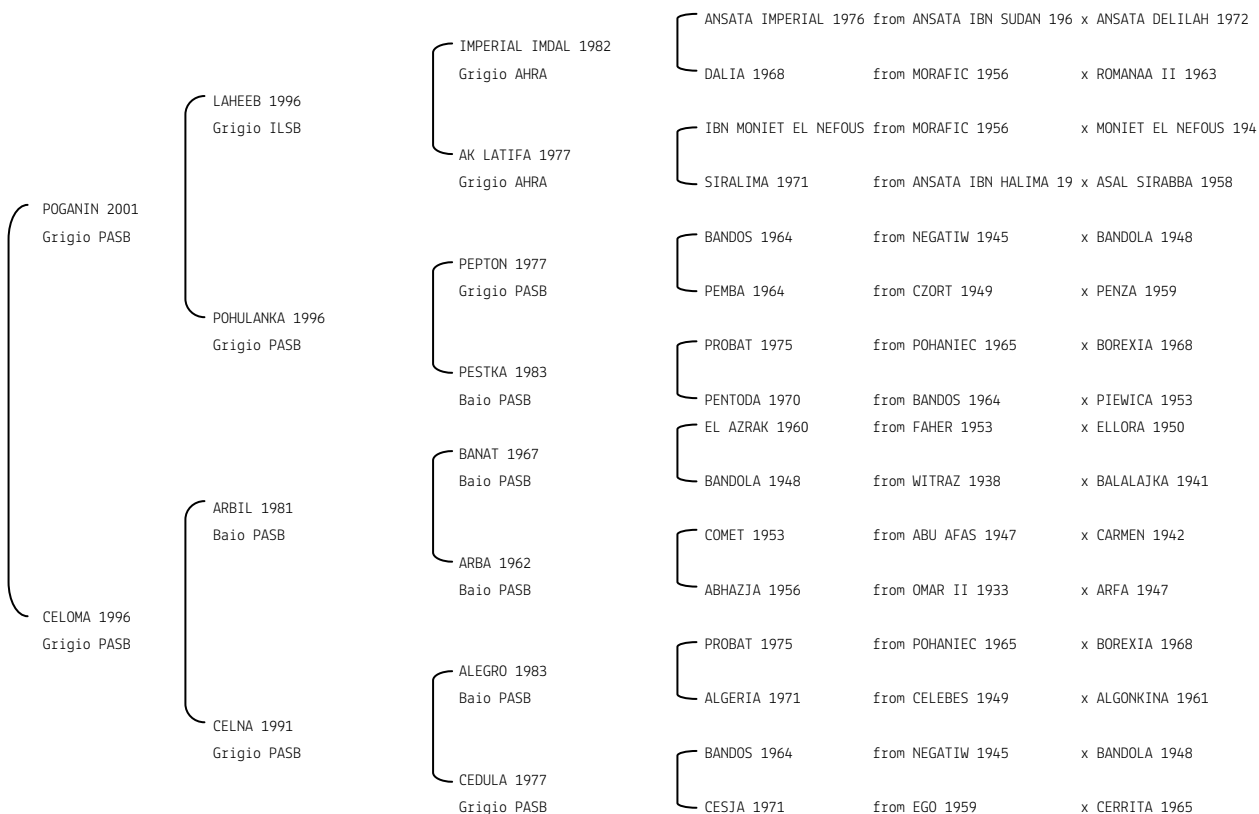 ANSATA IMPERIAL 1976 from ANSATA IBN SUDAN 196 x ANSATA DELILAH 1972
IMPERIAL IMDAL 1982
Grigio AHRA
DALIA 1968 from MORAFIC 1956 x ROMANAA II 1963
LAHEEB 1996
Grigio ILSB
IBN MONIET EL NEFOUS from MORAFIC 1956 x MONIET EL NEFOUS 194
AK LATIFA 1977
Grigio AHRA
SIRALIMA 1971 from ANSATA IBN HALIMA 19 x ASAL SIRABBA 1958
POGANIN 2001
Grigio PASB
BANDOS 1964 from NEGATIW 1945 x BANDOLA 1948
PEPTON 1977
Grigio PASB
PEMBA 1964 from CZORT 1949 x PENZA 1959
POHULANKA 1996
Grigio PASB
PROBAT 1975 from POHANIEC 1965 x BOREXIA 1968
PESTKA 1983
Baio PASB
PENTODA 1970 from BANDOS 1964 x PIEWICA 1953
EL AZRAK 1960 from FAHER 1953 x ELLORA 1950
BANAT 1967
Baio PASB
BANDOLA 1948 from WITRAZ 1938 x BALALAJKA 1941
ARBIL 1981
Baio PASB
COMET 1953 from ABU AFAS 1947 x CARMEN 1942
ARBA 1962
Baio PASB
ABHAZJA 1956 from OMAR II 1933 x ARFA 1947
CELOMA 1996
Grigio PASB
PROBAT 1975 from POHANIEC 1965 x BOREXIA 1968
ALEGRO 1983
Baio PASB
ALGERIA 1971 from CELEBES 1949 x ALGONKINA 1961
CELNA 1991
Grigio PASB
BANDOS 1964 from NEGATIW 1945 x BANDOLA 1948
CEDULA 1977
Grigio PASB
CESJA 1971 from EGO 1959 x CERRITA 1965